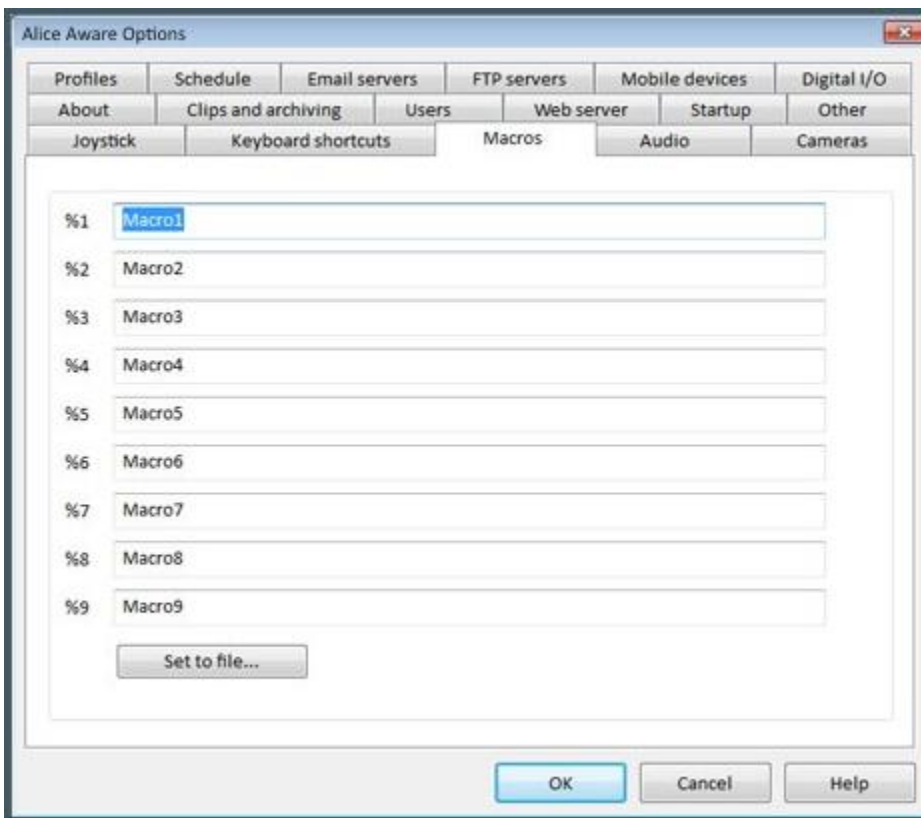 Alice Aware Options
Profiles Schedule Email servers FTP servers Mobile devices Digital I/O
About Clips and archiving Users Web server Startup Other
Joystick Keyboard shortcuts Macros Audio Cameras
%1 Macro1
%2 Macro2
%3 Macro3
%4 Macro4
%5 Macro5
%6 Macro6
%7 Macro7
%8 Macro8
%9 Macro9
Set to file...
OK Cancel Help